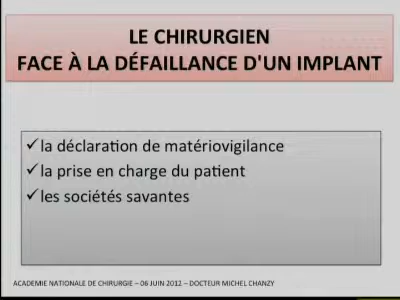 LE CHIRURGIEN
FACE À LA DÉFAILLANCE D'UN IMPLANT
✓la déclaration de matériovigilance
✓la prise en charge du patient
✓les sociétés savantes
ACADEMIE NATIONALE DE CHIRURGIE – 06 JUIN 2012 – DOCTEUR MICHEL CHANZY